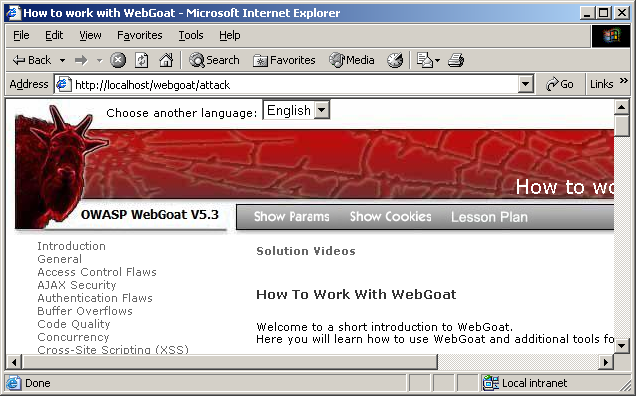 How to work with WebGoat - Microsoft Internet Explorer
File Edit View Favorites Tools Help
Back Search Favorites Media
Address http://localhost/webgoat/attack Go Links »
Choose another language: English
How to wo
OWASP WebGoat V5.3
Show Params Show Cookies Lesson Plan
Introduction
General
Access Control Flaws
AJAX Security
Authentication Flaws
Buffer Overflows
Code Quality
Concurrency
Cross-Site Scripting (XSS)
Solution Videos
How To Work With WebGoat
Welcome to a short introduction to WebGoat.
Here you will learn how to use WebGoat and additional tools fo
Done Local intranet